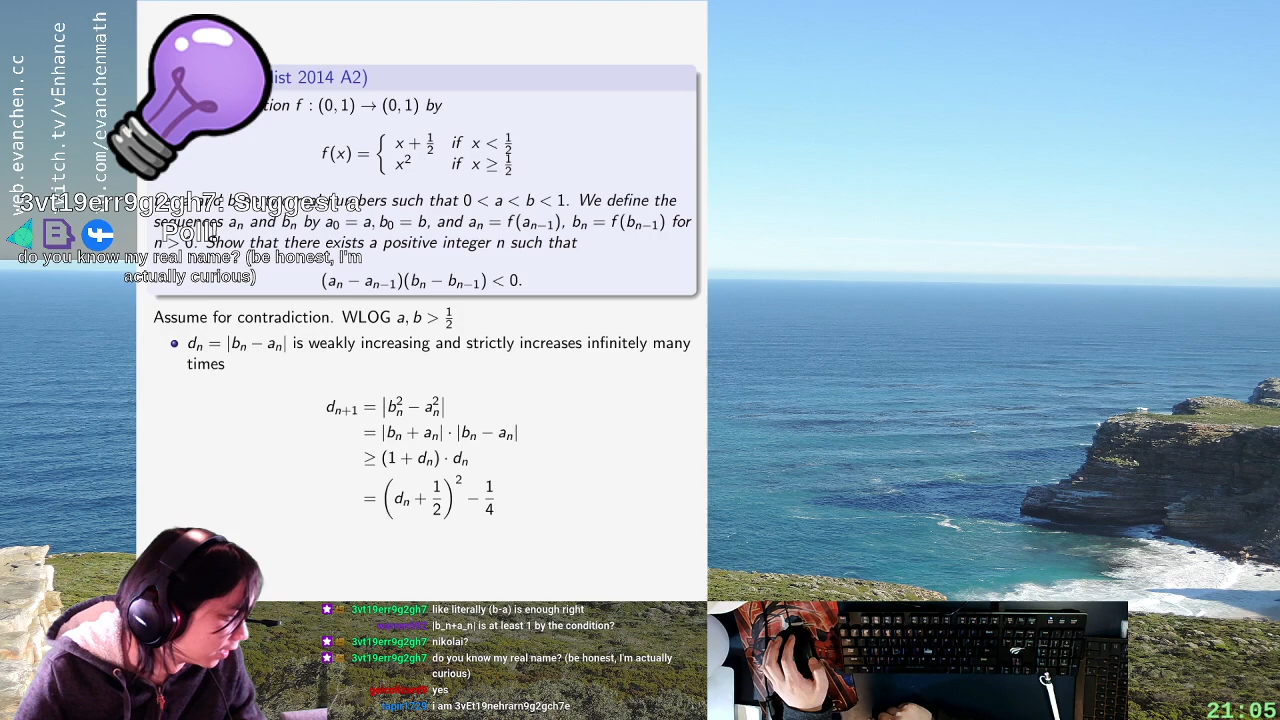 web.evanchen.cc
itch.tv/vEnhance
.com/evanchenmath
ist 2014 A2)
tion f : (0, 1) → (0, 1) by
f(x) = { x + 1/2 if x < 1/2
x² if x ≥ 1/2
numbers such that 0 < a < b < 1. We define the
sequences aₙ and bₙ by a₀ = a, b₀ = b, and aₙ = f(aₙ₋₁), bₙ = f(bₙ₋₁) for
n > 0. Show that there exists a positive integer n such that
(aₙ − aₙ₋₁)(bₙ − bₙ₋₁) < 0.
3vt19err9g2gh7: Suggest a
Poll!
do you know my real name? (be honest, I'm
actually curious)
Assume for contradiction. WLOG a, b > 1/2
dₙ = |bₙ − aₙ| is weakly increasing and strictly increases infinitely many
times
dₙ₊₁ = |bₙ² − aₙ²|
= |bₙ + aₙ| · |bₙ − aₙ|
≥ (1 + dₙ) · dₙ
= (dₙ + 1/2)² − 1/4
3vt19err9g2gh7: like literally (b-a) is enough right
|b_n+a_n| is at least 1 by the condition?
3vt19err9g2gh7: nikolai?
3vt19err9g2gh7: do you know my real name? (be honest, I'm actually
curious)
yes
i am 3vEt19nehrarn9g2gch7e
21:05